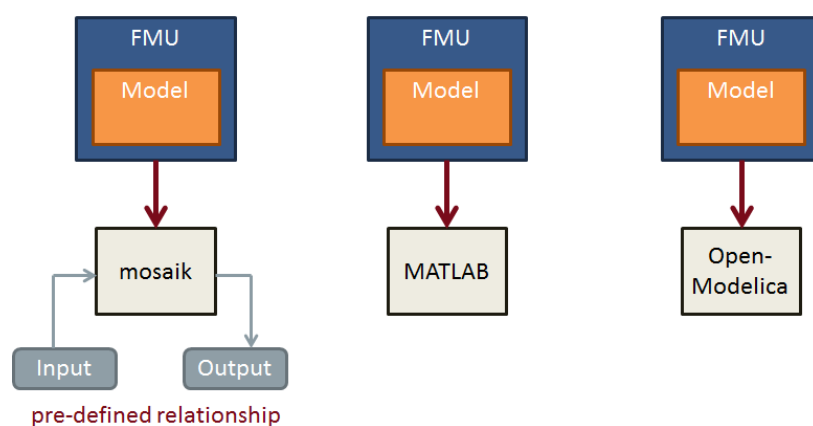 FMU
FMU
FMU
Model
Model
Model
mosaik
MATLAB
Open-
Modelica
Input
Output
pre-defined relationship